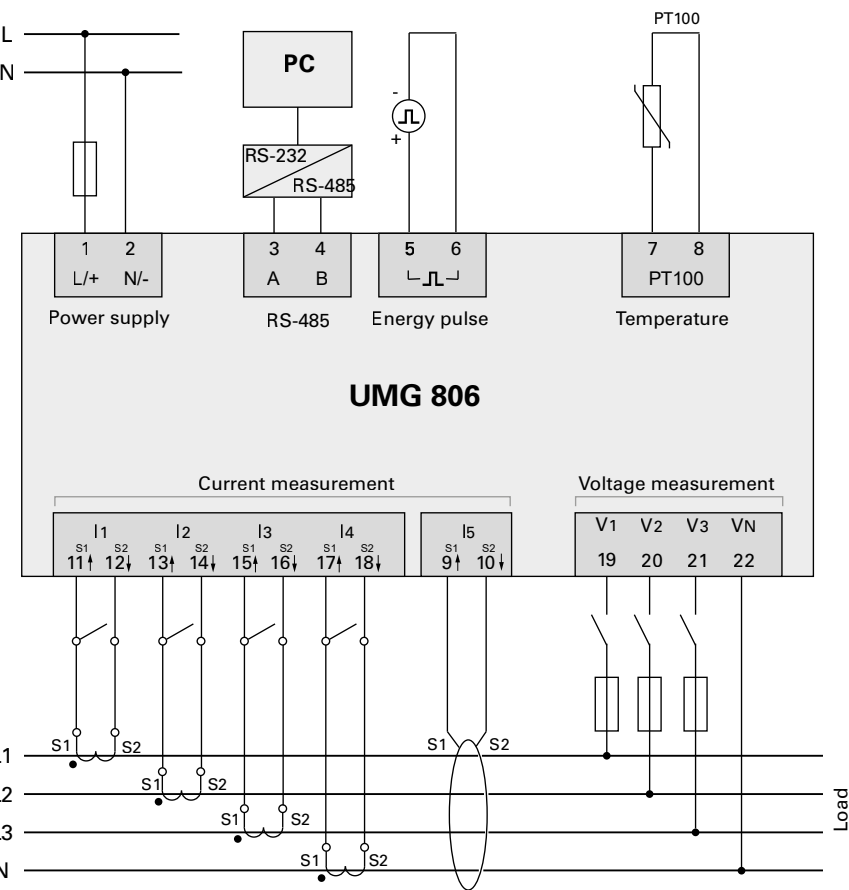 PT100
L
N
PC
RS-232
RS-485
-
+
1 2
L/+ N/-
3 4
A B
5 6
7 8
PT100
Power supply
RS-485
Energy pulse
Temperature
UMG 806
Current measurement
Voltage measurement
I1 I2 I3 I4 I5
S1 S2 S1 S2 S1 S2 S1 S2 S1 S2
11 12 13 14 15 16 17 18 9 10
V1 V2 V3 VN
19 20 21 22
S1 S2
S1 S2
1
S1 S2
2
S1 S2
3
S1 S2
N
Load